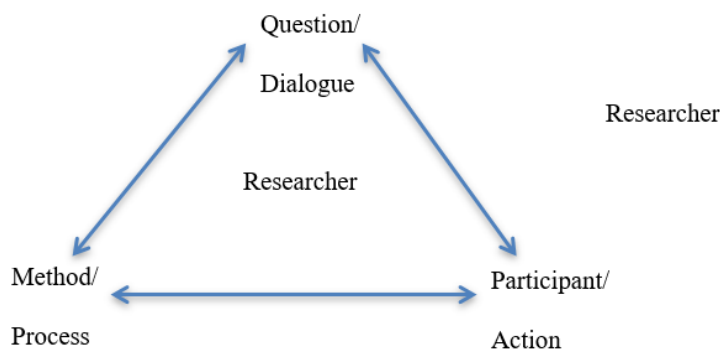 Question/
Dialogue
Researcher
Researcher
Method/
Process
Participant/
Action